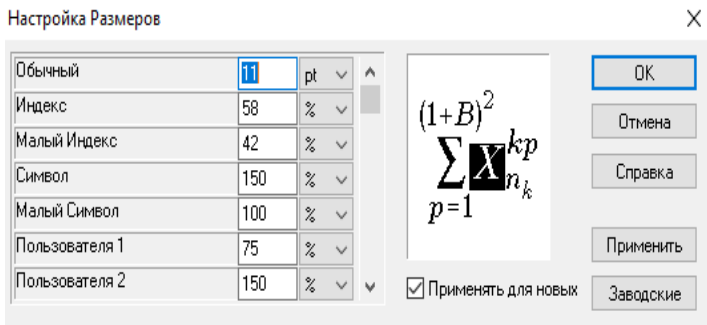 Настройка Размеров
Обычный 11 pt
Индекс 58 %
Малый Индекс 42 %
Символ 150 %
Малый Символ 100 %
Пользователя 1 75 %
Пользователя 2 150 %
(1+B)²
∑ X kp n k
p=1
Применять для новых
OK
Отмена
Справка
Применить
Заводские